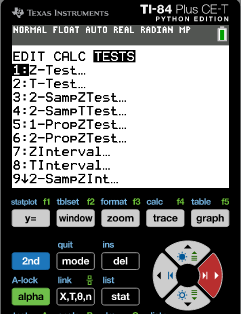 TEXAS INSTRUMENTS TI-84 Plus CE-T
PYTHON EDITION
NORMAL FLOAT AUTO REAL RADIAN MP
EDIT CALC TESTS
1:Z-Test…
2:T-Test…
3:2-SampZTest…
4:2-SampTTest…
5:1-PropZTest…
6:2-PropZTest…
7:ZInterval…
8:TInterval…
9↓2-SampZInt…
statplot f1 tblset f2 format f3 calc f4 table f5
y= window zoom trace graph
quit ins
2nd mode del
A-lock link list
alpha X,T,θ,n stat